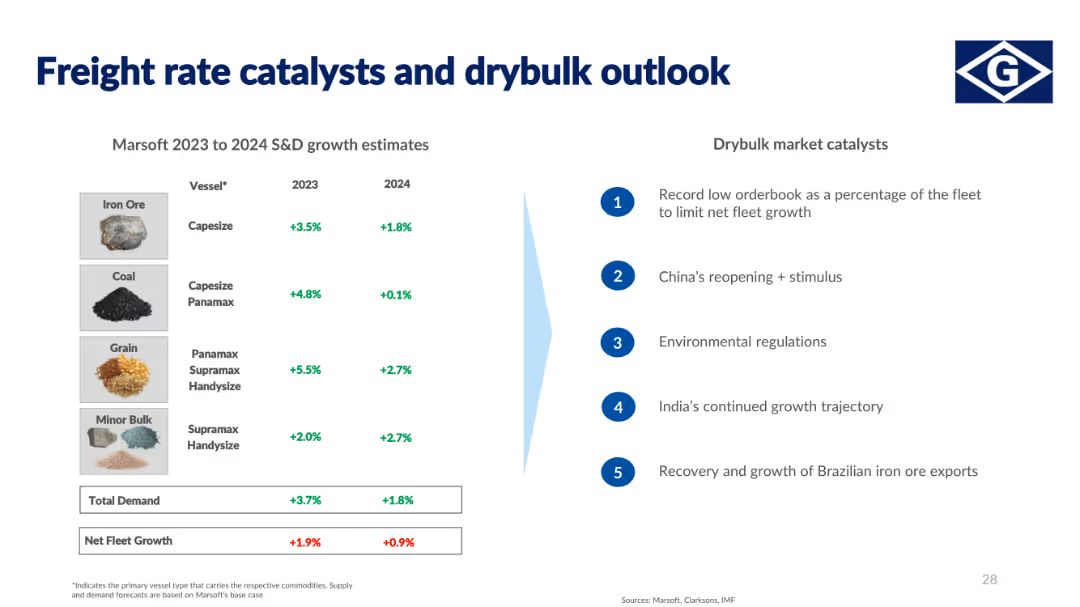 Freight rate catalysts and drybulk outlook
G
Marsoft 2023 to 2024 S&D growth estimates
Vessel*
2023
2024
Iron Ore
Capesize
+3.5%
+1.8%
Coal
Capesize
Panamax
+4.8%
+0.1%
Grain
Panamax
Supramax
Handysize
+5.5%
+2.7%
Minor Bulk
Supramax
Handysize
+2.0%
+2.7%
Total Demand
+3.7%
+1.8%
Net Fleet Growth
+1.9%
+0.9%
*Indicates the primary vessel type that carries the respective commodities. Supply
and demand forecasts are based on Marsoft's base case
Drybulk market catalysts
1
Record low orderbook as a percentage of the fleet
to limit net fleet growth
2
China's reopening + stimulus
3
Environmental regulations
4
India's continued growth trajectory
5
Recovery and growth of Brazilian iron ore exports
Sources: Marsoft, Clarksons, IMF
28